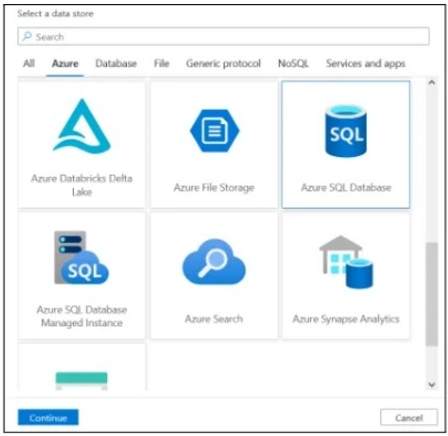 Select a data store
Search
All Azure Database File Generic protocol NoSQL Services and apps
SQL
Azure Databricks Delta
Lake
Azure File Storage
Azure SQL Database
SQL
Azure SQL Database
Managed Instance
Azure Search
Azure Synapse Analytics
Continue
Cancel